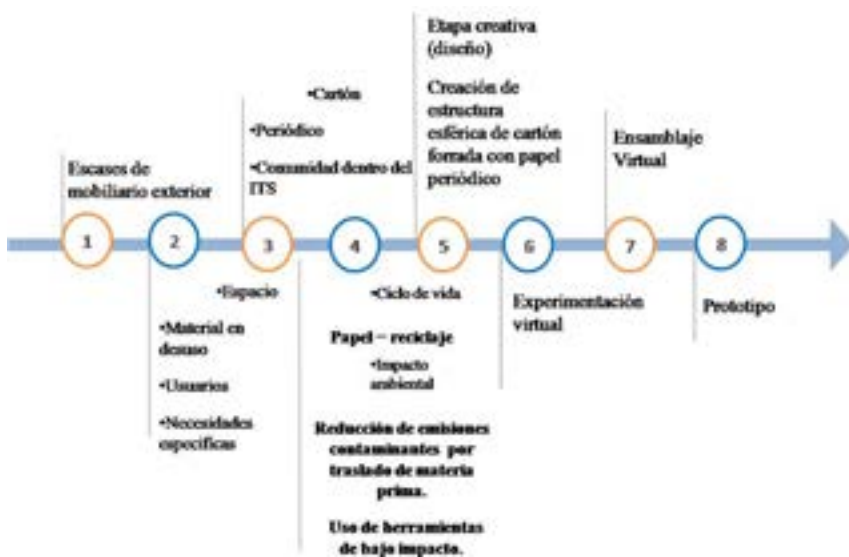 Escases de
mobiliario exterior
•Cartón
•Periódico
•Comunidad dentro del
ITS
Etapa creativa
(diseño)
Creación de
estructura
esférica de cartón
forrada con papel
periódico
Ensamblaje
Virtual
1
2
3
4
5
6
7
8
•Espacio
•Material en
desuso
•Usuarios
•Necesidades
específicas
•Ciclo de vida
Papel – reciclaje
•Impacto
ambiental
Reducción de emisiones
contaminantes por
traslado de materia
prima.
Uso de herramientas
de bajo impacto.
Experimentación
virtual
Prototipo